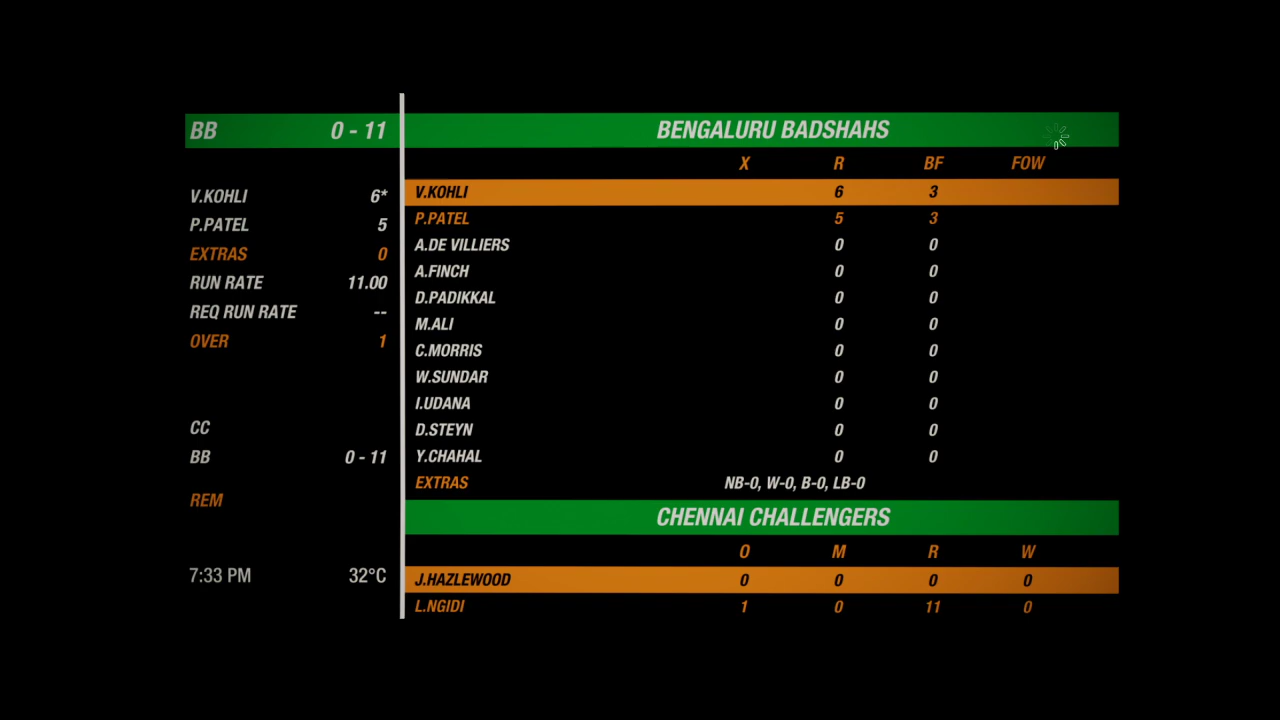 BB 0 - 11
V.KOHLI 6*
P.PATEL 5
EXTRAS 0
RUN RATE 11.00
REQ RUN RATE --
OVER 1
CC
BB 0 - 11
REM
7:33 PM 32°C
BENGALURU BADSHAHS
X R BF FOW
V.KOHLI 6 3
P.PATEL 5 3
A.DE VILLIERS 0 0
A.FINCH 0 0
D.PADIKKAL 0 0
M.ALI 0 0
C.MORRIS 0 0
W.SUNDAR 0 0
I.UDANA 0 0
D.STEYN 0 0
Y.CHAHAL 0 0
EXTRAS NB-0, W-0, B-0, LB-0
CHENNAI CHALLENGERS
O M R W
J.HAZLEWOOD 0 0 0 0
L.NGIDI 1 0 11 0